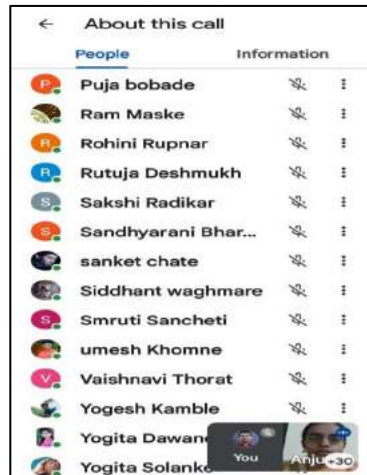 ← About this call
People Information
P Puja bobade
Ram Maske
R Rohini Rupnar
R Rutuja Deshmukh
S Sakshi Radikar
S Sandhyarani Bhar...
sanket chate
Siddhant waghmare
S Smruti Sancheti
umesh Khomne
V Vaishnavi Thorat
Yogesh Kamble
Yogita Dawan
Yogita Solanke
You Anju +30